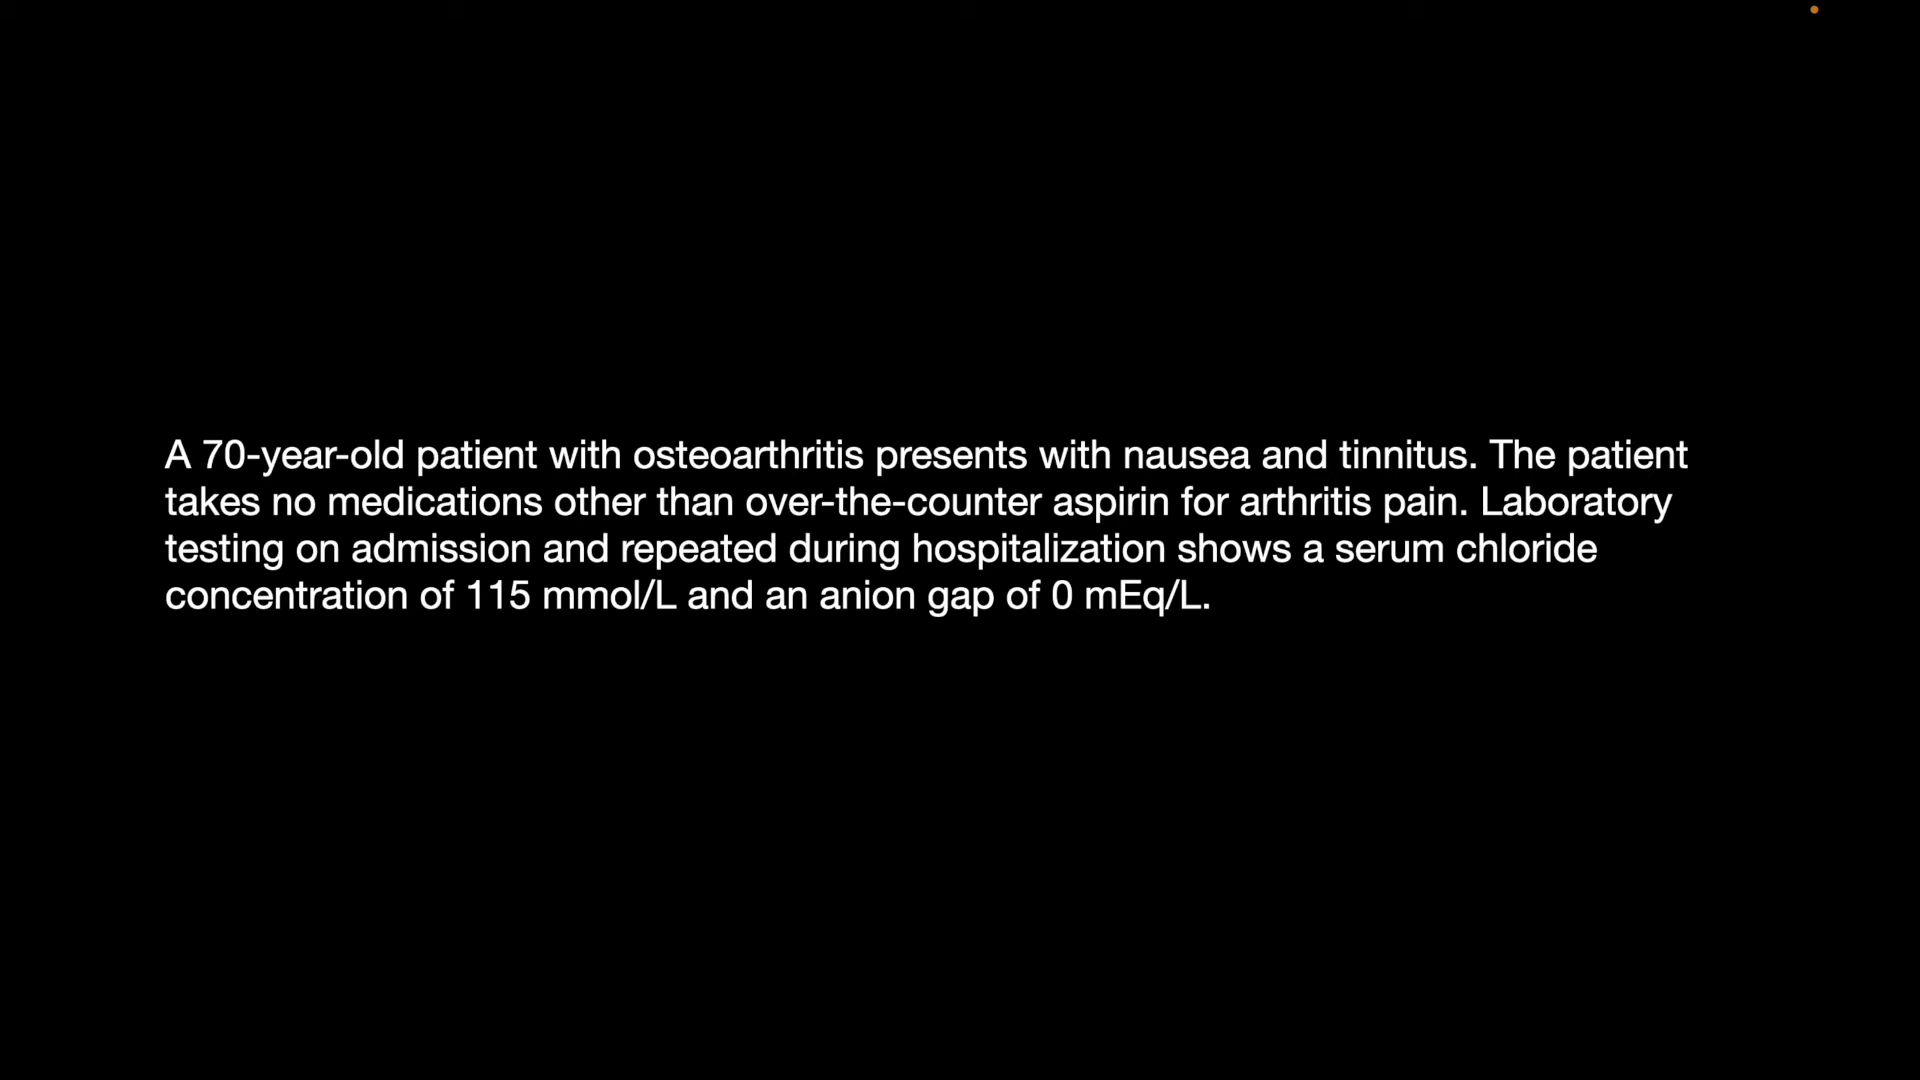 A 70-year-old patient with osteoarthritis presents with nausea and tinnitus. The patient
takes no medications other than over-the-counter aspirin for arthritis pain. Laboratory
testing on admission and repeated during hospitalization shows a serum chloride
concentration of 115 mmol/L and an anion gap of 0 mEq/L.